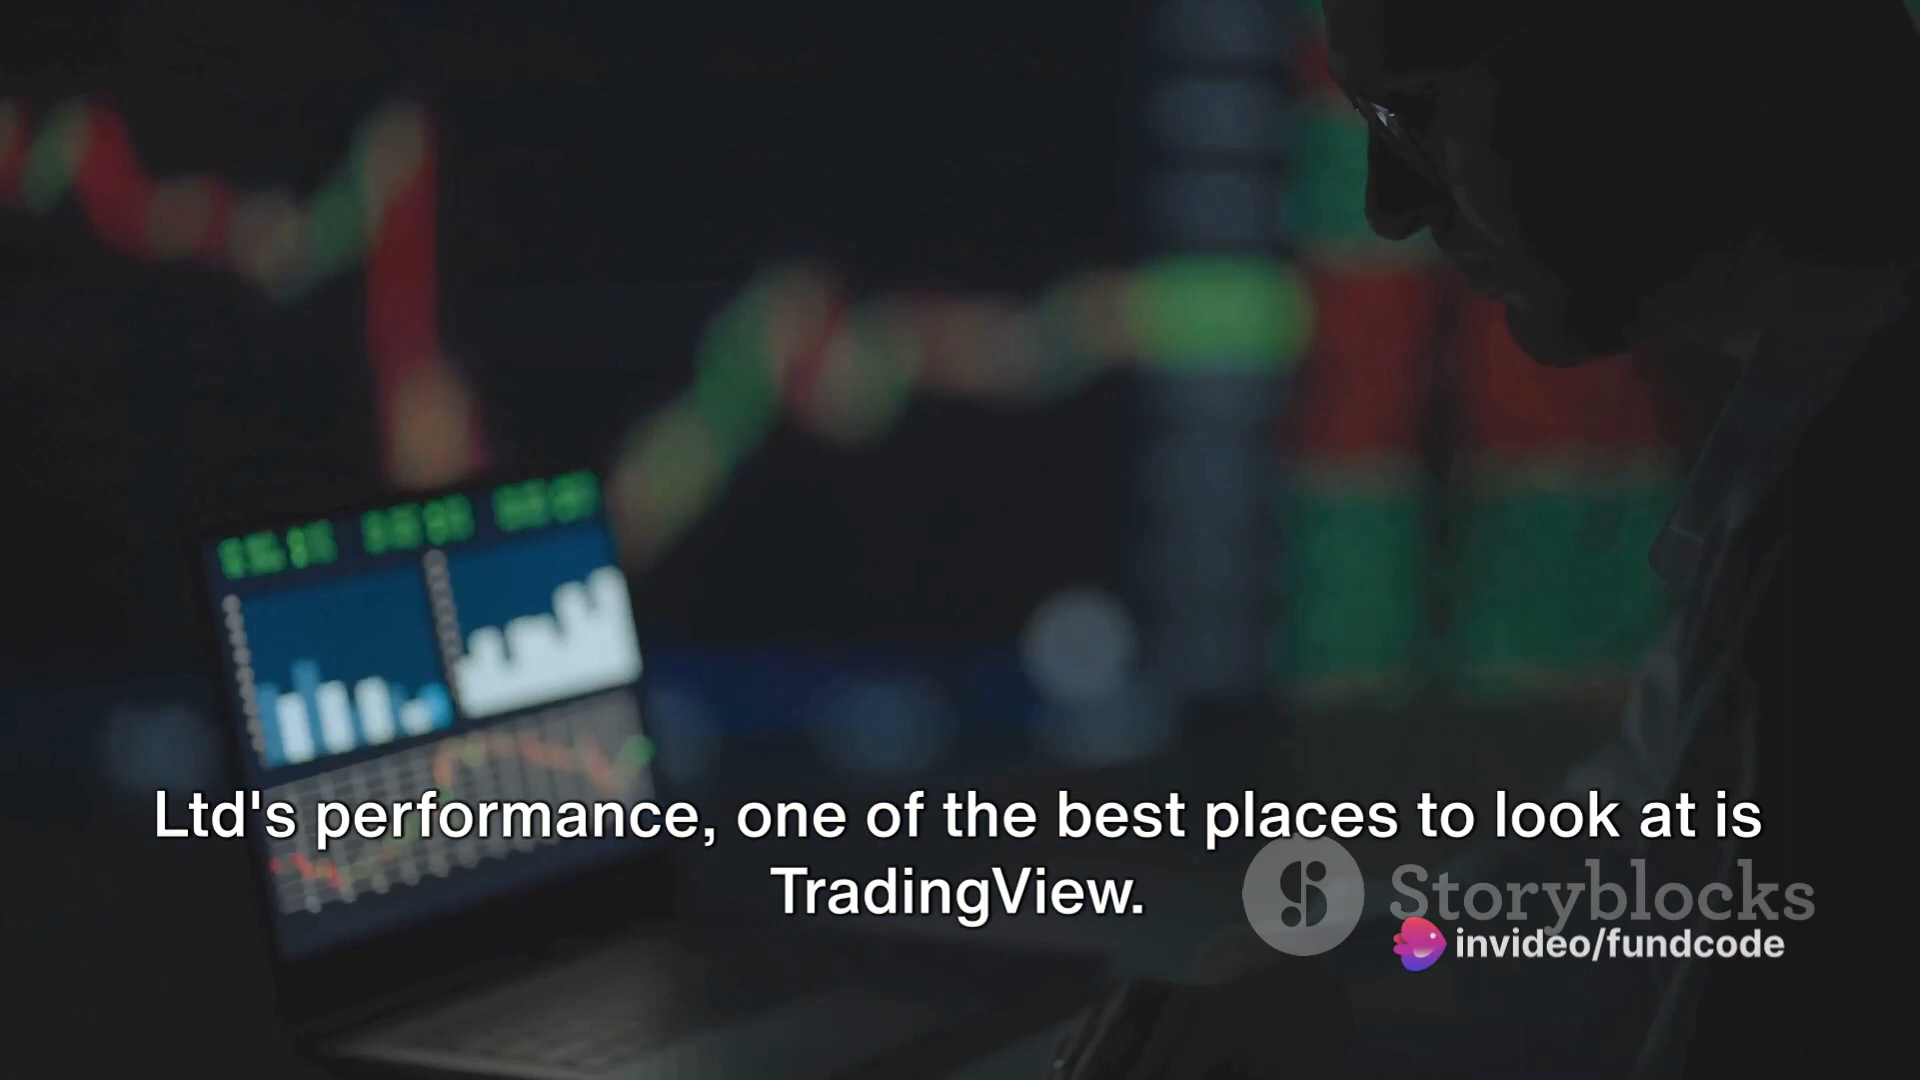 Ltd's performance, one of the best places to look at is
TradingView.
Storyblocks
invideo/fundcode